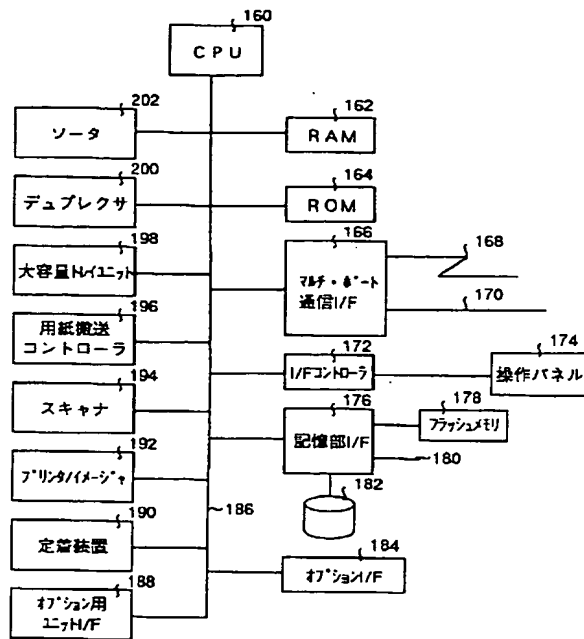 160
CPU
202
ソータ
162
RAM
200
デュプレクサ
164
ROM
198
大容量トレイユニット
166
マルチ・ポート
通信I/F
168
170
196
用紙搬送
コントローラ
172
I/Fコントローラ
174
操作パネル
194
スキャナ
176
記憶部I/F
178
フラッシュメモリ
180
192
プリンタ/イメージャ
182
186
190
定着装置
184
オプションI/F
188
オプション用
ユニットI/F